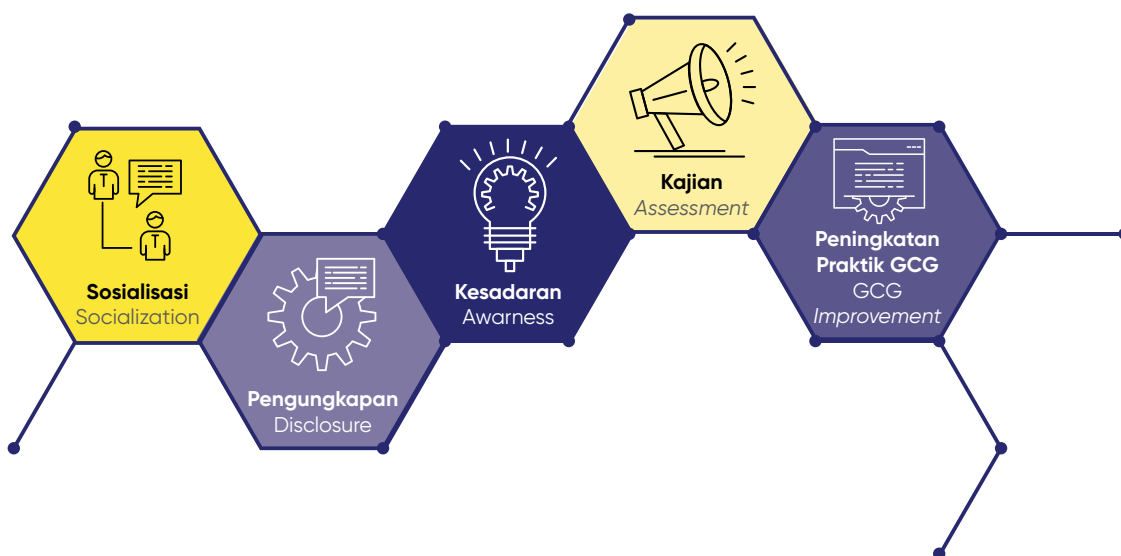 Sosialisasi
Socialization
Pengungkapan
Disclosure
Kesadaran
Awarness
Kajian
Assessment
Peningkatan
Praktik GCG
GCG
Improvement